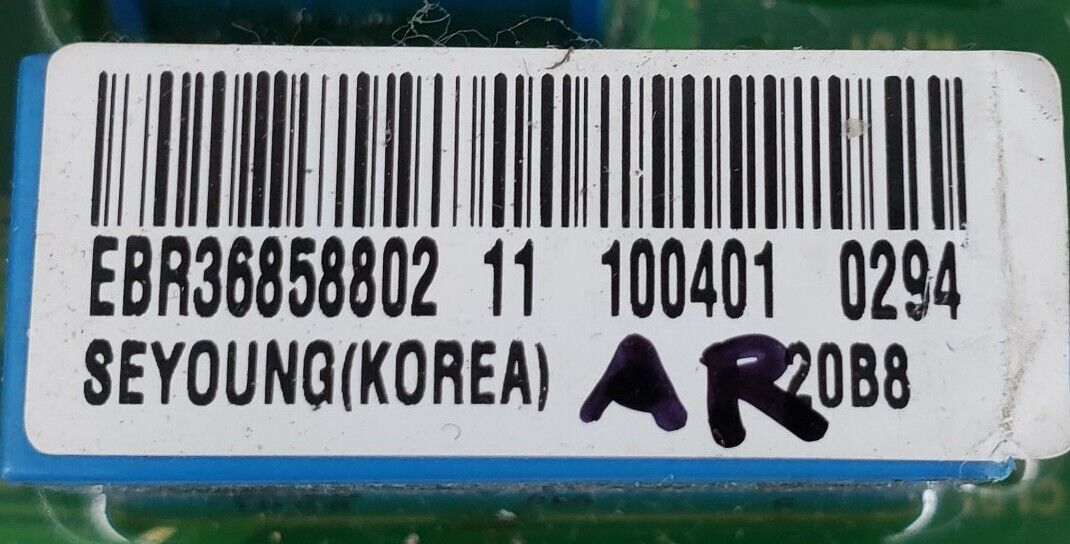 EBR36858802 11 100401 0294
SEYOUNG(KOREA) AR 20B8